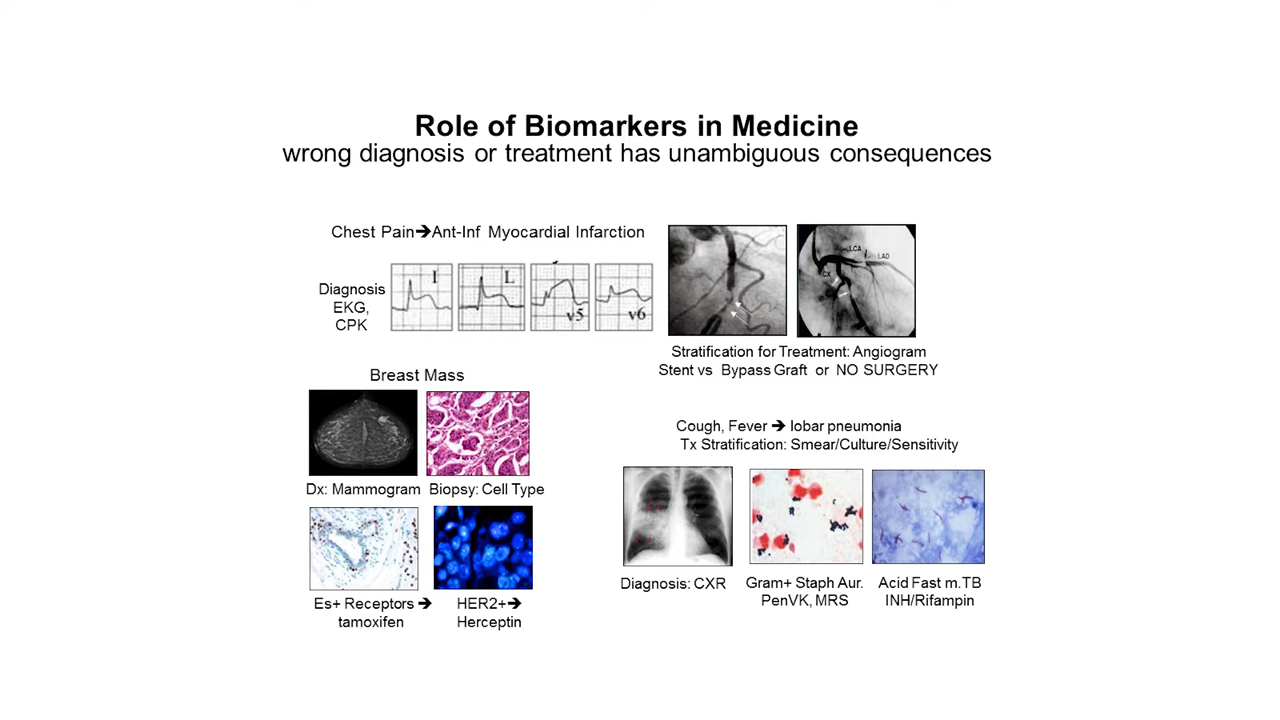 Role of Biomarkers in Medicine
wrong diagnosis or treatment has unambiguous consequences
Chest Pain➔Ant-Inf Myocardial Infarction
Diagnosis
EKG,
CPK
I
L
v5
v6
LCA
LAD
CX
Stratification for Treatment: Angiogram
Stent vs Bypass Graft or NO SURGERY
Breast Mass
Dx: Mammogram
Biopsy: Cell Type
Es+ Receptors ➔
tamoxifen
HER2+➔
Herceptin
Cough, Fever ➔ lobar pneumonia
Tx Stratification: Smear/Culture/Sensitivity
Diagnosis: CXR
Gram+ Staph Aur.
PenVK, MRS
Acid Fast m.TB
INH/Rifampin